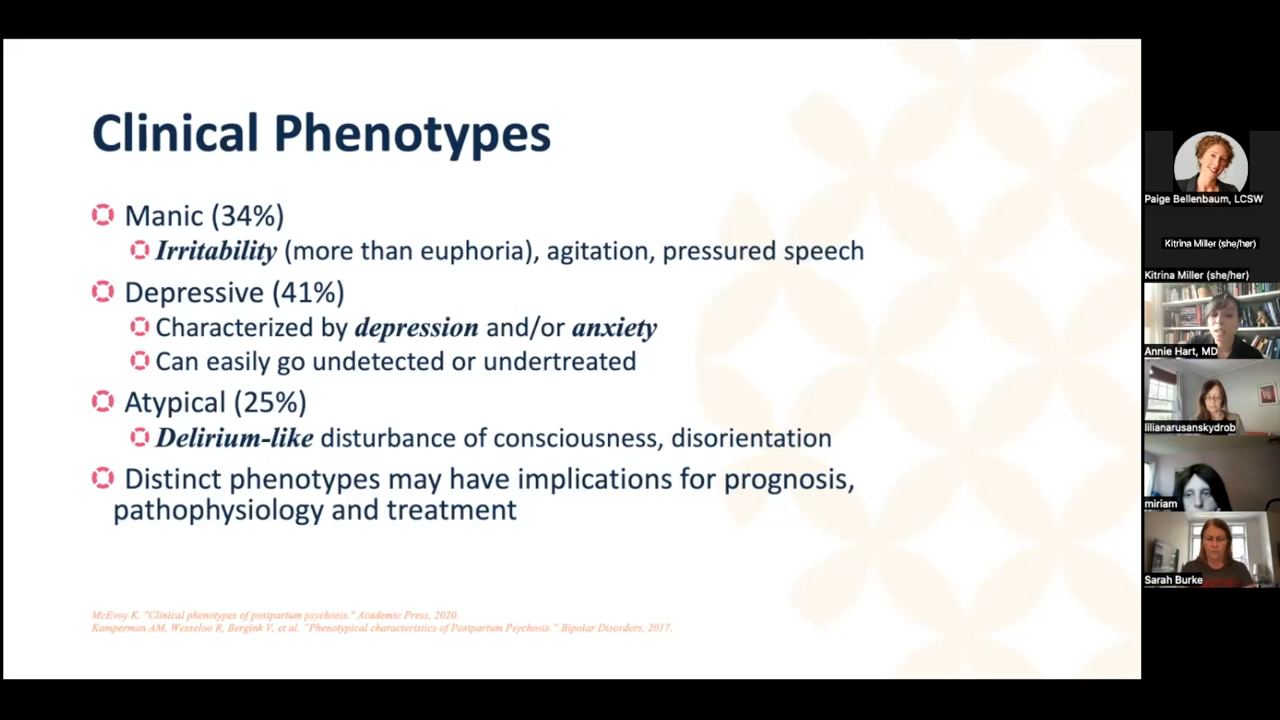 Clinical Phenotypes
Manic (34%)
Irritability (more than euphoria), agitation, pressured speech
Depressive (41%)
Characterized by depression and/or anxiety
Can easily go undetected or undertreated
Atypical (25%)
Delirium-like disturbance of consciousness, disorientation
Distinct phenotypes may have implications for prognosis,
pathophysiology and treatment
McEvoy K. "Clinical phenotypes of postpartum psychosis." Academic Press, 2020.
Kamperman AM, Wesseloo R, Bergink V, et al. "Phenotypical characteristics of Postpartum Psychosis." Bipolar Disorders, 2017.
Paige Bellenbaum, LCSW
Kitrina Miller (she/her)
Kitrina Miller (she/her)
Annie Hart, MD
lilianarusanskydrob
miriam
Sarah Burke